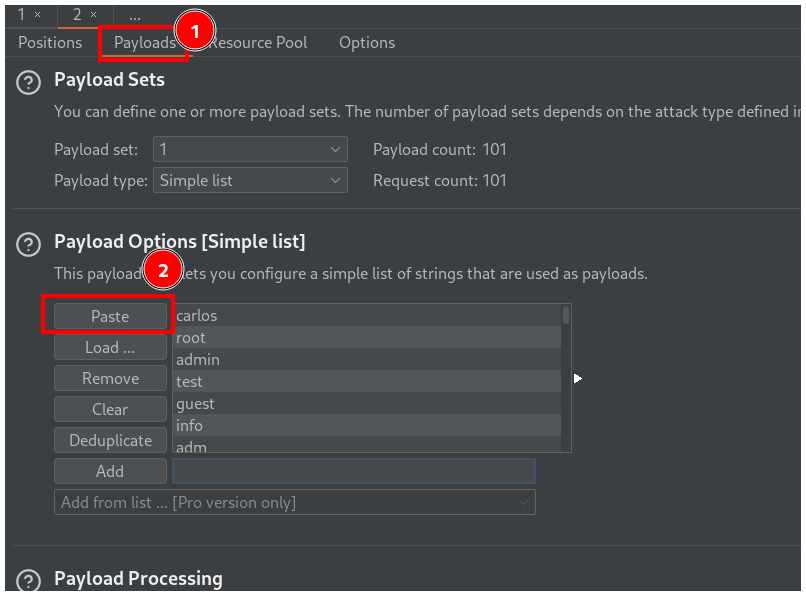 1 × 2 × ...
Positions Payloads Resource Pool Options
1
? Payload Sets
You can define one or more payload sets. The number of payload sets depends on the attack type defined in
Payload set: 1 Payload count: 101
Payload type: Simple list Request count: 101
? Payload Options [Simple list]
This payload lets you configure a simple list of strings that are used as payloads.
2
Paste
Load ...
Remove
Clear
Deduplicate
Add
carlos
root
admin
test
guest
info
adm
Add from list ... [Pro version only]
? Payload Processing